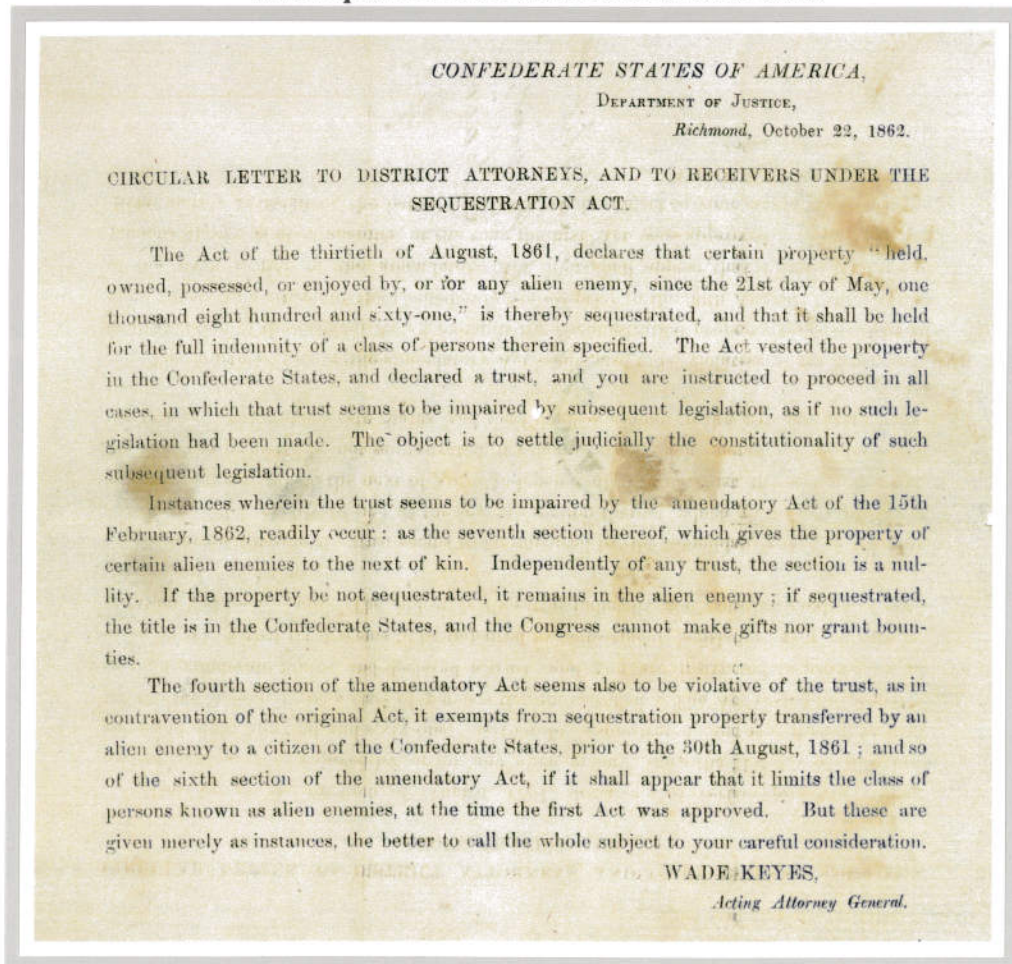 CONFEDERATE STATES OF AMERICA,
DEPARTMENT OF JUSTICE,
Richmond, October 22, 1862.
CIRCULAR LETTER TO DISTRICT ATTORNEYS, AND TO RECEIVERS UNDER THE
SEQUESTRATION ACT.
The Act of the thirtieth of August, 1861, declares that certain property "held,
owned, possessed, or enjoyed by, or for any alien enemy, since the 21st day of May, one
thousand eight hundred and sixty-one," is thereby sequestrated, and that it shall be held
for the full indemnity of a class of persons therein specified. The Act vested the property
in the Confederate States, and declared a trust, and you are instructed to proceed in all
cases, in which that trust seems to be impaired by subsequent legislation, as if no such le-
gislation had been made. The object is to settle judicially the constitutionality of such
subsequent legislation.
Instances wherein the trust seems to be impaired by the amendatory Act of the 15th
February, 1862, readily occur : as the seventh section thereof, which gives the property of
certain alien enemies to the next of kin. Independently of any trust, the section is a nul-
lity. If the property be not sequestrated, it remains in the alien enemy ; if sequestrated,
the title is in the Confederate States, and the Congress cannot make gifts nor grant boun-
ties.
The fourth section of the amendatory Act seems also to be violative of the trust, as in
contravention of the original Act, it exempts from sequestration property transferred by an
alien enemy to a citizen of the Confederate States, prior to the 30th August, 1861 ; and so
of the sixth section of the amendatory Act, if it shall appear that it limits the class of
persons known as alien enemies, at the time the first Act was approved. But these are
given merely as instances, the better to call the whole subject to your careful consideration.
WADE KEYES,
Acting Attorney General.